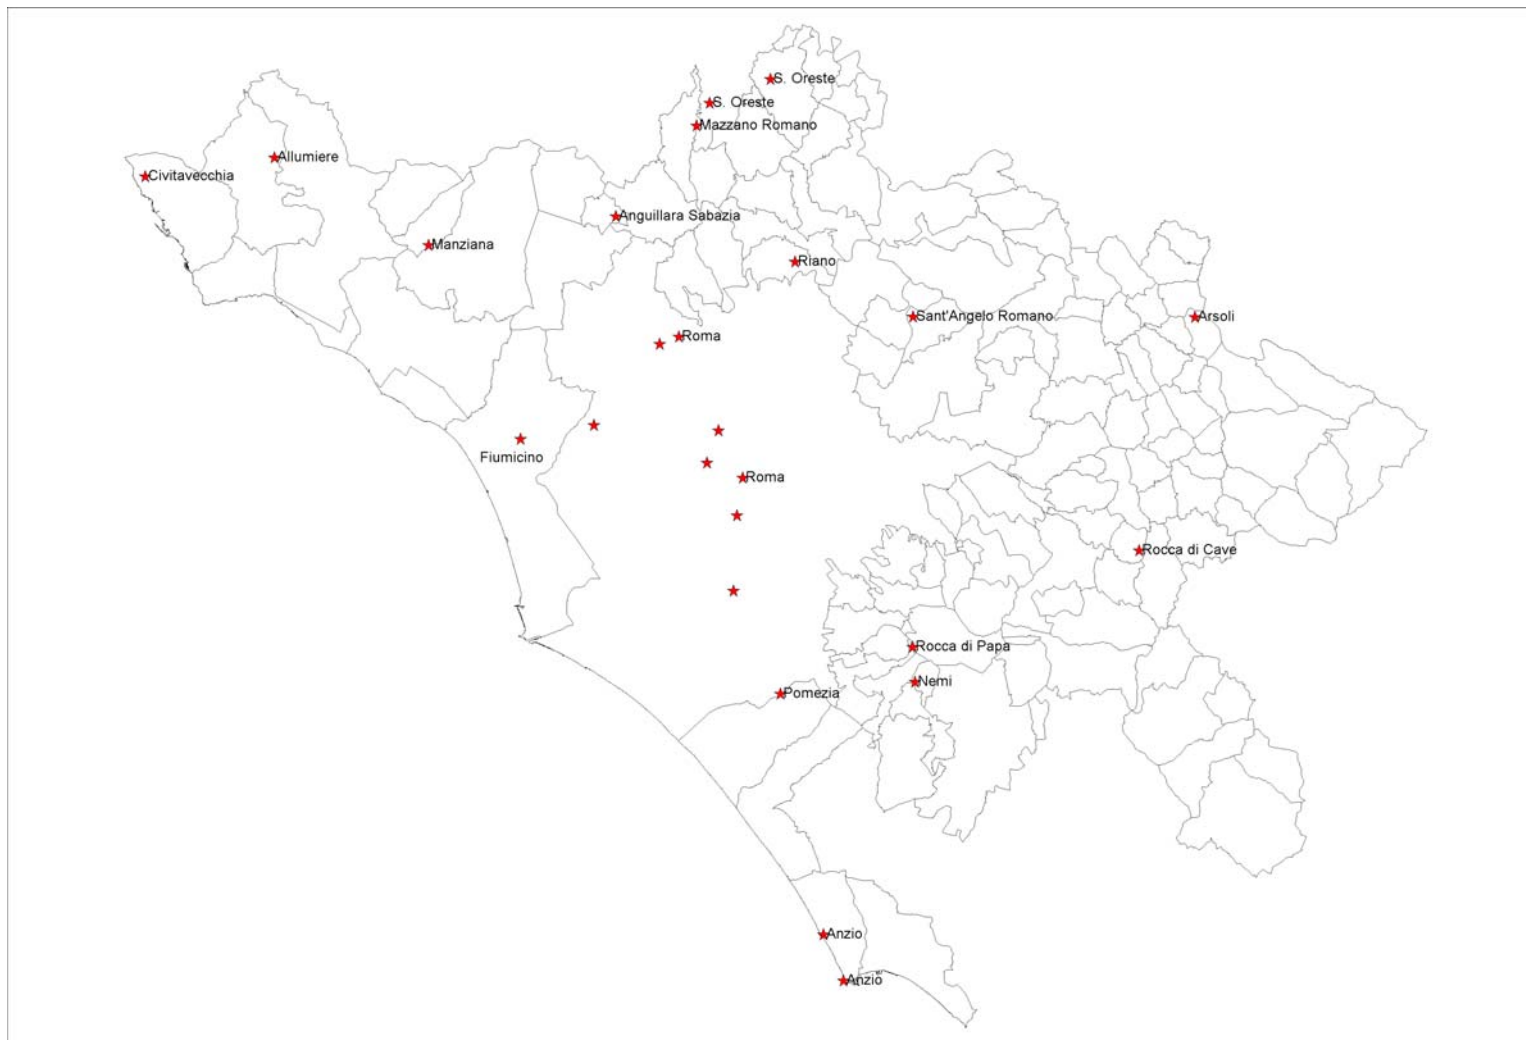 S. Oreste
S. Oreste
Mazzano Romano
Allumiere
Civitavecchia
Anguillara Sabazia
Manziana
Riano
Sant'Angelo Romano
Arsoli
Roma
Fiumicino
Roma
Rocca di Cave
Rocca di Papa
Nemi
Pomezia
Anzio
Anzio